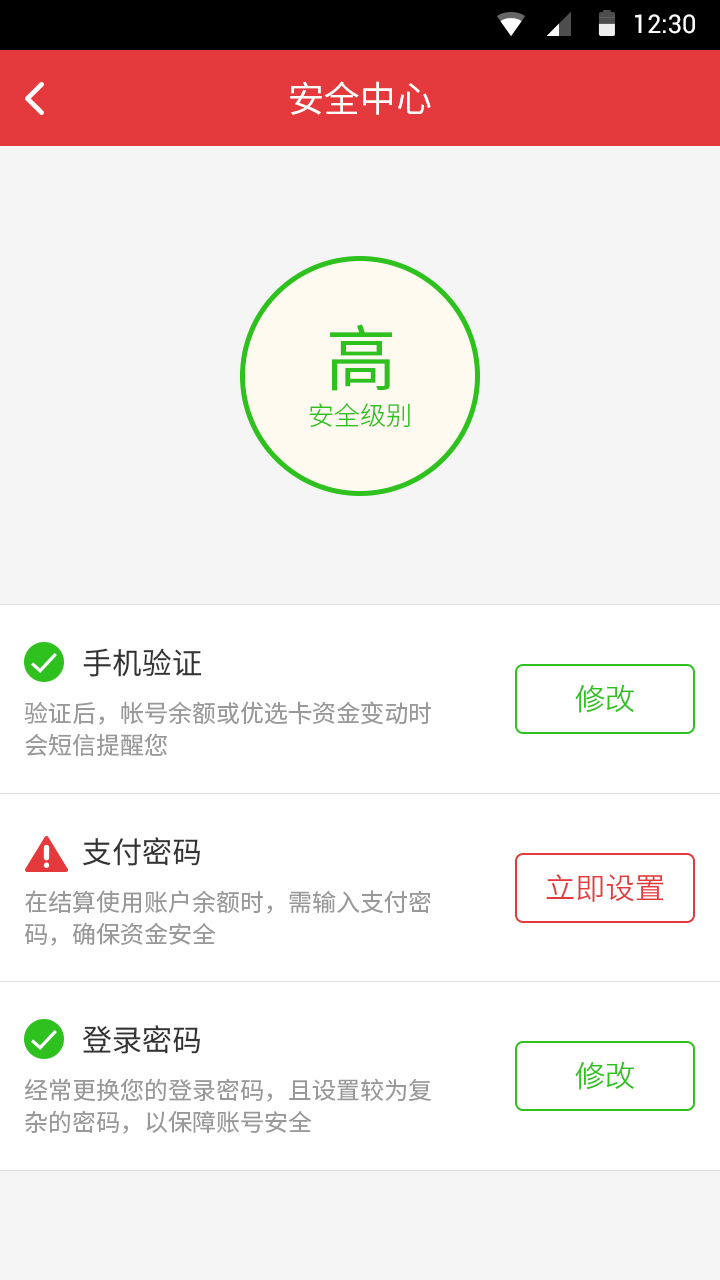 12:30
安全中心
高
安全级别
手机验证
验证后，帐号余额或优选卡资金变动时
会短信提醒您
修改
支付密码
在结算使用账户余额时，需输入支付密
码，确保资金安全
立即设置
登录密码
经常更换您的登录密码，且设置较为复
杂的密码，以保障账号安全
修改